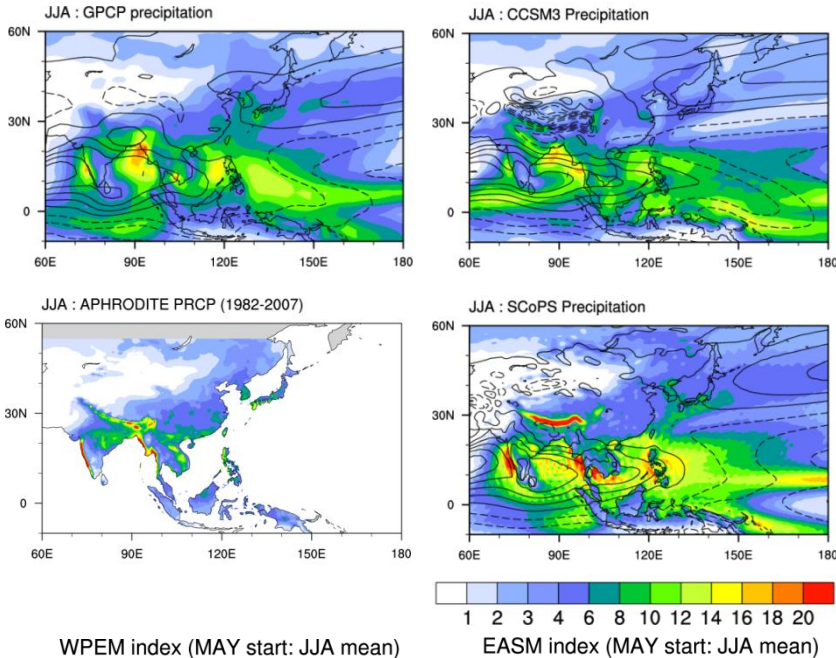 JJA : GPCP precipitation
60N
30N
0
60E 90E 120E 150E 180
JJA : CCSM3 Precipitation
60N
30N
0
60E 90E 120E 150E 180
JJA : APHRODITE PRCP (1982-2007)
60N
30N
0
60E 90E 120E 150E 180
JJA : SCoPS Precipitation
60N
30N
0
60E 90E 120E 150E 180
1 2 3 4 5 6 8 10 12 14 16 18 20
WPEM index (MAY start: JJA mean)
EASM index (MAY start: JJA mean)